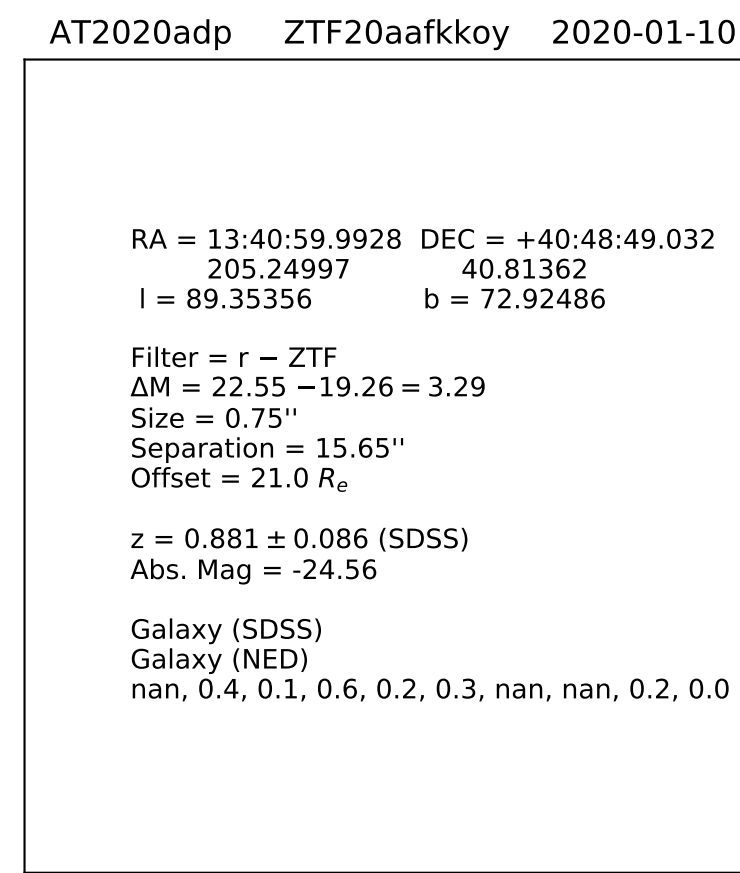 AT2020adp ZTF20aafkkoy 2020-01-10
RA = 13:40:59.9928 DEC = +40:48:49.032
205.24997 40.81362
l = 89.35356 b = 72.92486
Filter = r − ZTF
ΔM = 22.55 −19.26 = 3.29
Size = 0.75''
Separation = 15.65''
Offset = 21.0 Re
z = 0.881 ± 0.086 (SDSS)
Abs. Mag = -24.56
Galaxy (SDSS)
Galaxy (NED)
nan, 0.4, 0.1, 0.6, 0.2, 0.3, nan, nan, 0.2, 0.0